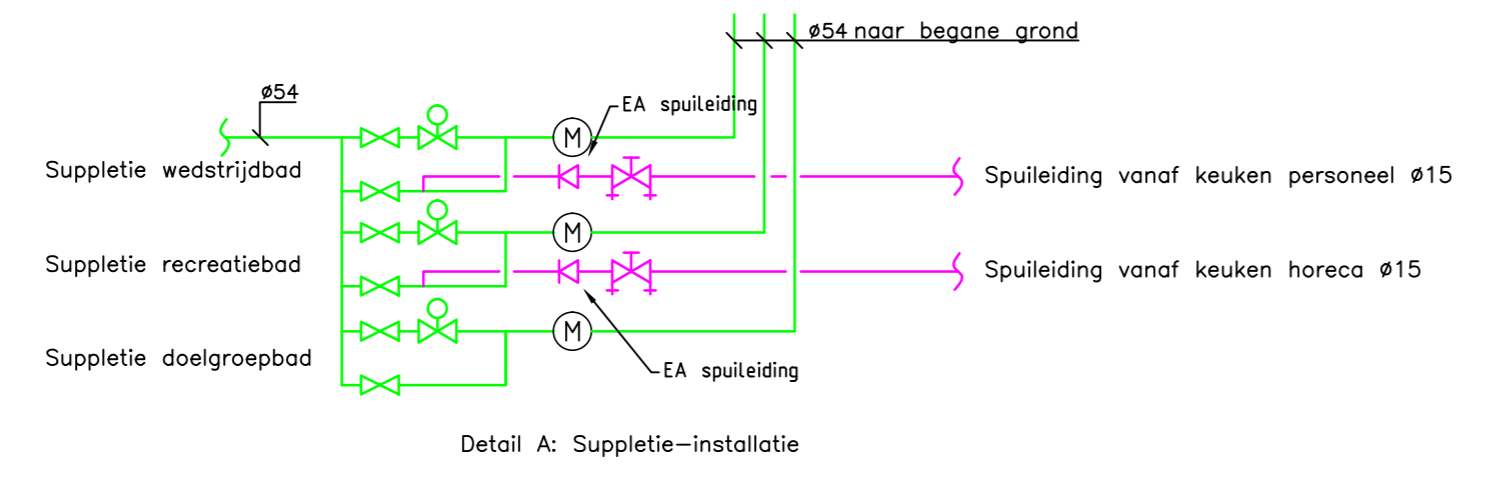 ø54 naar begane grond
ø54
EA spuileiding
M
Suppletie wedstrijdbad
Spuileiding vanaf keuken personeel ø15
M
Suppletie recreatiebad
Spuileiding vanaf keuken horeca ø15
M
Suppletie doelgroepbad
EA spuileiding
Detail A: Suppletie-installatie